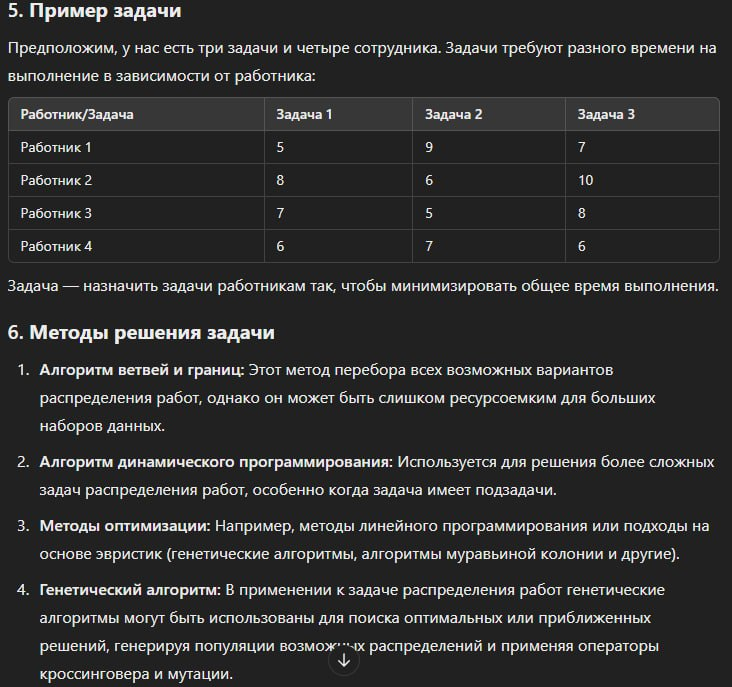 5. Пример задачи
Предположим, у нас есть три задачи и четыре сотрудника. Задачи требуют разного времени на
выполнение в зависимости от работника:
Работник/Задача Задача 1 Задача 2 Задача 3
Работник 1 5 9 7
Работник 2 8 6 10
Работник 3 7 5 8
Работник 4 6 7 6
Задача — назначить задачи работникам так, чтобы минимизировать общее время выполнения.
6. Методы решения задачи
1. Алгоритм ветвей и границ: Этот метод перебора всех возможных вариантов
распределения работ, однако он может быть слишком ресурсоемким для больших
наборов данных.
2. Алгоритм динамического программирования: Используется для решения более сложных
задач распределения работ, особенно когда задача имеет подзадачи.
3. Методы оптимизации: Например, методы линейного программирования или подходы на
основе эвристик (генетические алгоритмы, алгоритмы муравьиной колонии и другие).
4. Генетический алгоритм: В применении к задаче распределения работ генетические
алгоритмы могут быть использованы для поиска оптимальных или приближенных
решений, генерируя популяции возможных распределений и применяя операторы
кроссинговера и мутации.